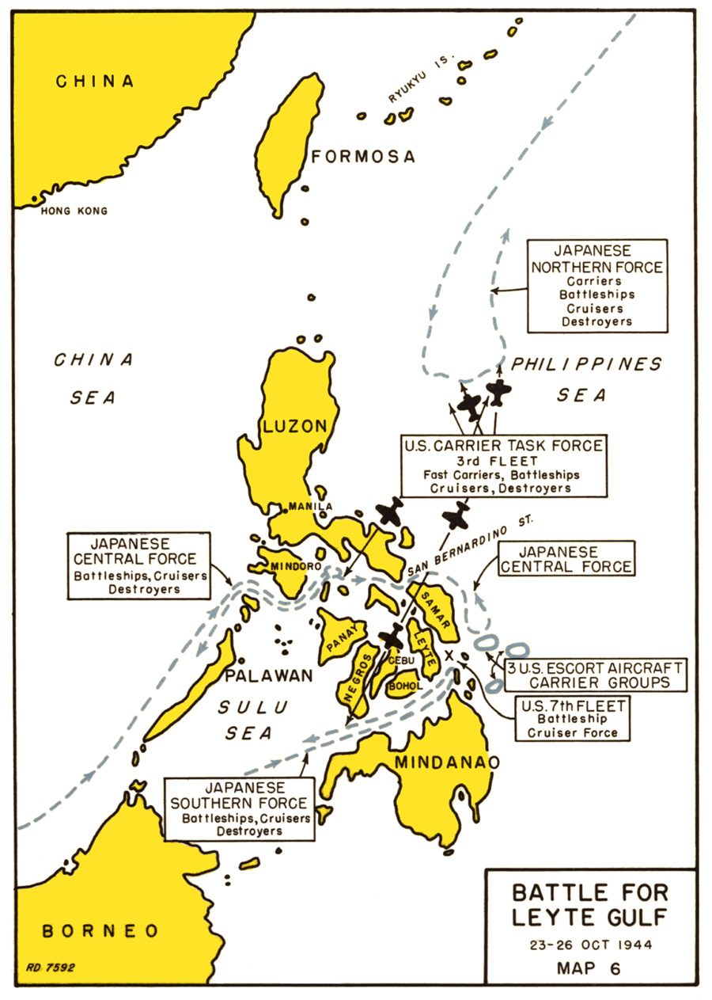 CHINA
RYUKYU IS.
FORMOSA
HONG KONG
JAPANESE
NORTHERN FORCE
Carriers
Battleships
Cruisers
Destroyers
CHINA
SEA
PHILIPPINES
SEA
LUZON
U.S. CARRIER TASK FORCE
3rd FLEET
Fast Carriers, Battleships
Cruisers, Destroyers
MANILA
SAN BERNARDINO ST.
JAPANESE
CENTRAL FORCE
Battleships, Cruisers
Destroyers
MINDORO
JAPANESE
CENTRAL FORCE
SAMAR
PANAY
LEYTE
X
CEBU
NEGROS
BOHOL
3 U.S. ESCORT AIRCRAFT
CARRIER GROUPS
PALAWAN
SULU
SEA
U.S. 7th FLEET
Battleship
Cruiser Force
MINDANAO
JAPANESE
SOUTHERN FORCE
Battleships, Cruisers
Destroyers
BORNEO
RD 7592
BATTLE FOR
LEYTE GULF
23-26 OCT 1944
MAP 6